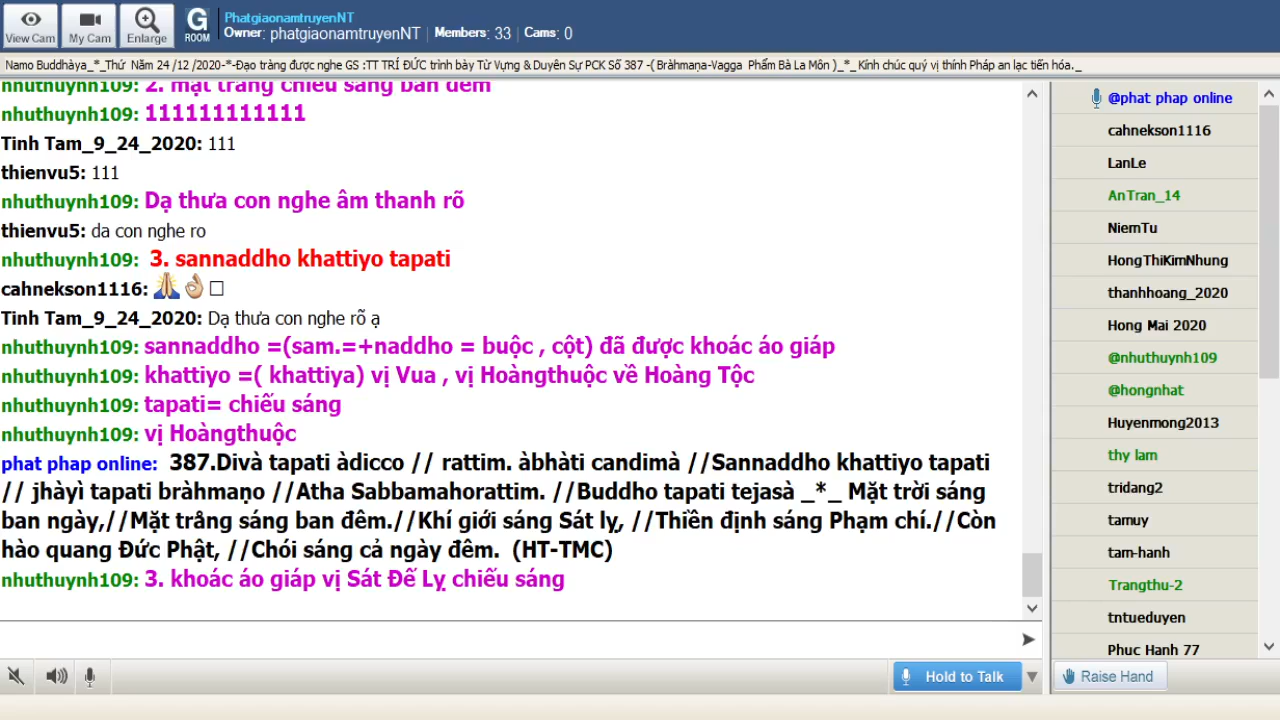 View Cam
My Cam
Enlarge
G ROOM
PhatgiaonamtruyenNT
Owner: phatgiaonamtruyenNT | Members: 33 | Cams: 0
Namo Buddhàya_*_Thứ Năm 24 /12 /2020-*-Đạo tràng được nghe GS :TT TRÍ ĐỨC trình bày Từ Vựng & Duyên Sự PCK Số 387 -( Bràhmaṇa-Vagga Phẩm Bà La Môn )_*_ Kính chúc quý vị thính Pháp an lạc tiến hóa._
nhuthuynh109: 2. mặt trăng chiếu sáng ban đêm
nhuthuynh109: 111111111111
Tinh Tam_9_24_2020: 111
thienvu5: 111
nhuthuynh109: Dạ thưa con nghe âm thanh rõ
thienvu5: da con nghe ro
nhuthuynh109: 3. sannaddho khattiyo tapati
cahnekson1116: 🙏👌□
Tinh Tam_9_24_2020: Dạ thưa con nghe rõ ạ
nhuthuynh109: sannaddho =(sam.=+naddho = buộc , cột) đã được khoác áo giáp
nhuthuynh109: khattiyo =( khattiya) vị Vua , vị Hoàngthuộc về Hoàng Tộc
nhuthuynh109: tapati= chiếu sáng
nhuthuynh109: vị Hoàngthuộc
phat phap online: 387.Divà tapati àdicco // rattim. àbhàti candimà //Sannaddho khattiyo tapati
// jhàyì tapati bràhmaṇo //Atha Sabbamahorattim. //Buddho tapati tejasà _*_ Mặt trời sáng
ban ngày,//Mặt trăng sáng ban đêm.//Khí giới sáng Sát lỵ, //Thiền định sáng Phạm chí.//Còn
hào quang Đức Phật, //Chói sáng cả ngày đêm. (HT-TMC)
nhuthuynh109: 3. khoác áo giáp vị Sát Đế Lỵ chiếu sáng
@phat phap online
cahnekson1116
LanLe
AnTran_14
NiemTu
HongThiKimNhung
thanhhoang_2020
Hong Mai 2020
@nhuthuynh109
@hongnhat
Huyenmong2013
thy lam
tridang2
tamuy
tam-hanh
Trangthu-2
tntueduyen
Phuc Hanh 77
Hold to Talk
Raise Hand